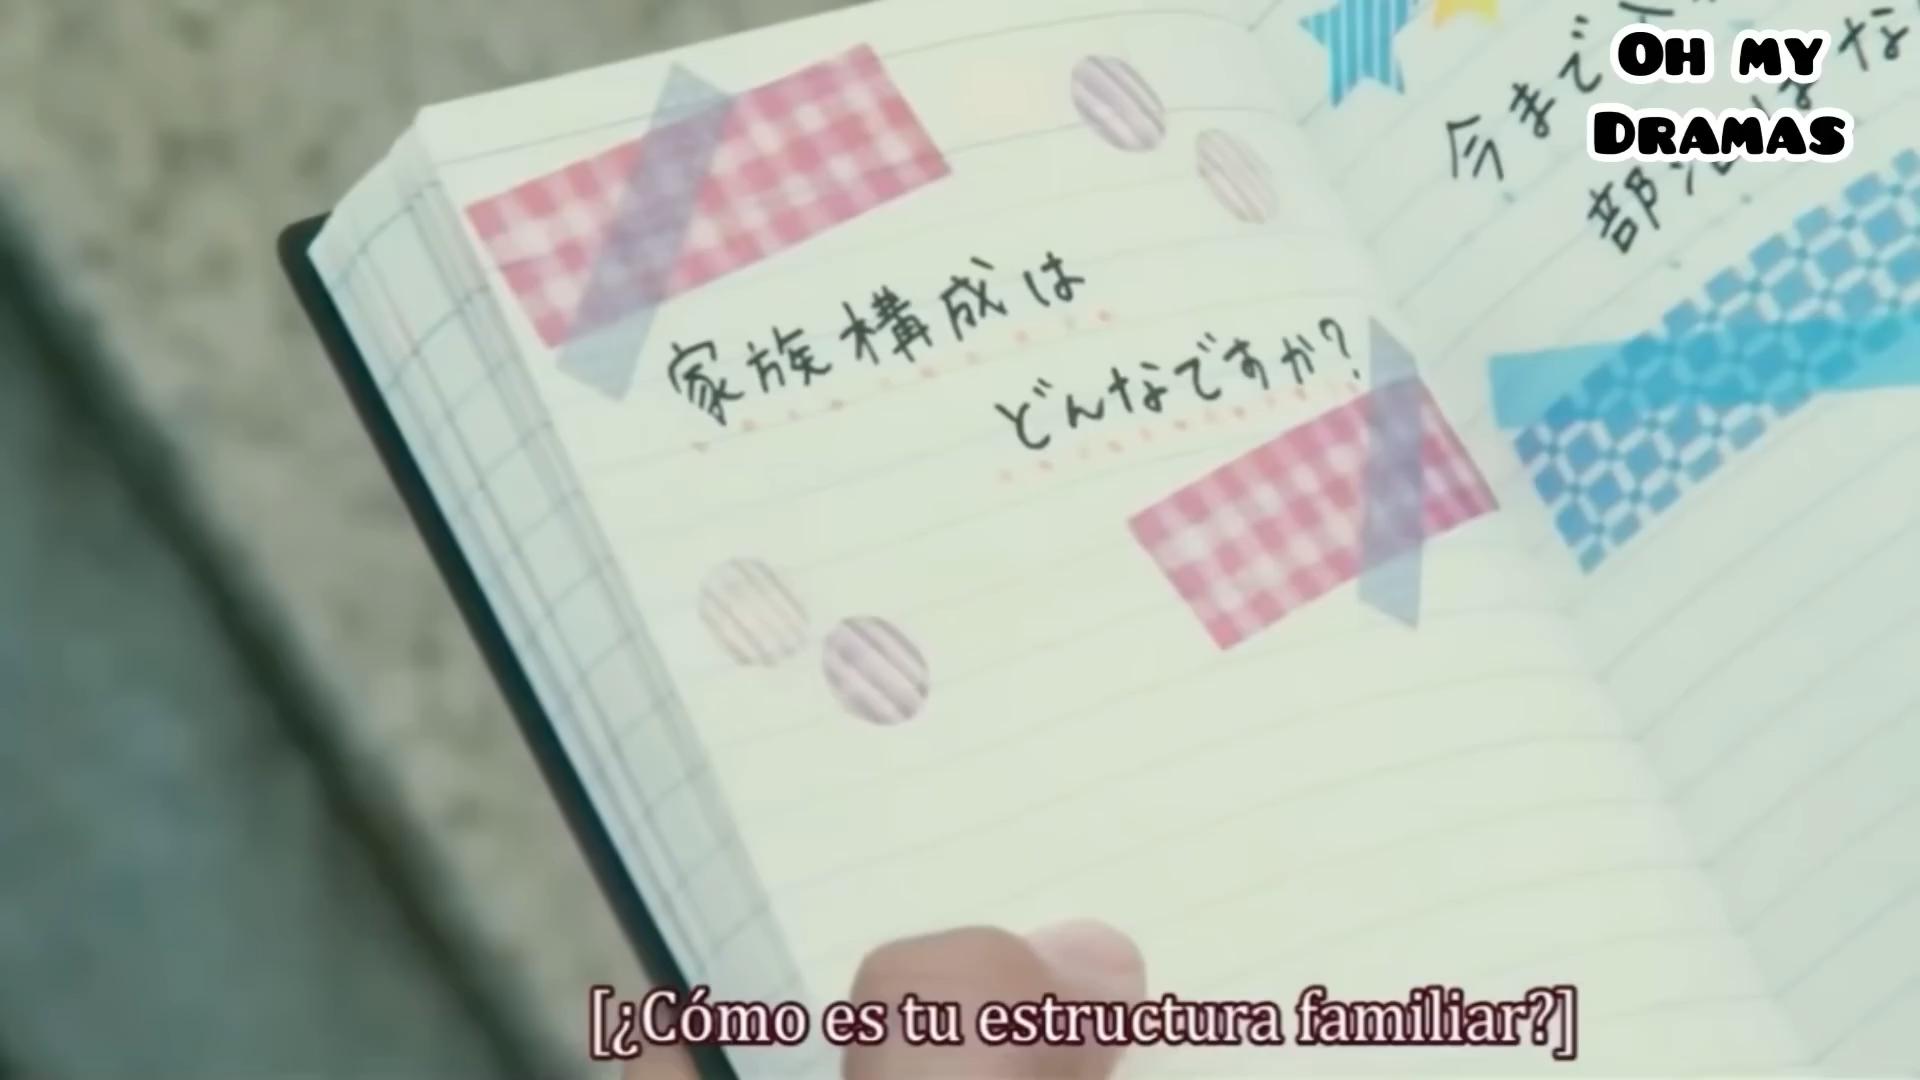 家族構成は
どんなですか?
今まで
部
Oh my
Dramas
[¿Cómo es tu estructura familiar?]